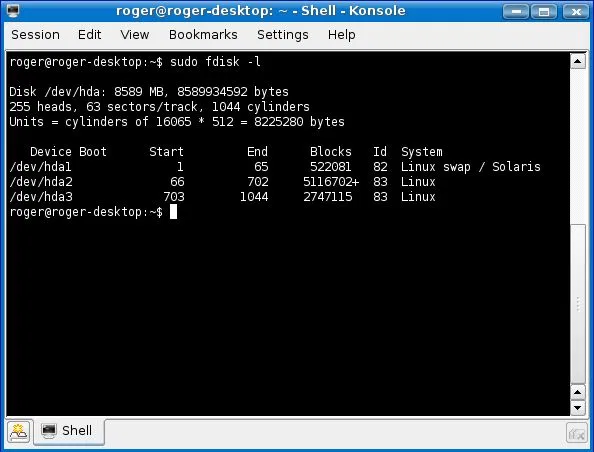 roger@roger-desktop: ~ - Shell - Konsole
Session Edit View Bookmarks Settings Help
roger@roger-desktop:~$ sudo fdisk -l
Disk /dev/hda: 8589 MB, 8589934592 bytes
255 heads, 63 sectors/track, 1044 cylinders
Units = cylinders of 16065 * 512 = 8225280 bytes
Device Boot Start End Blocks Id System
/dev/hda1 1 65 522081 82 Linux swap / Solaris
/dev/hda2 66 702 5116702+ 83 Linux
/dev/hda3 703 1044 2747115 83 Linux
roger@roger-desktop:~$
Shell